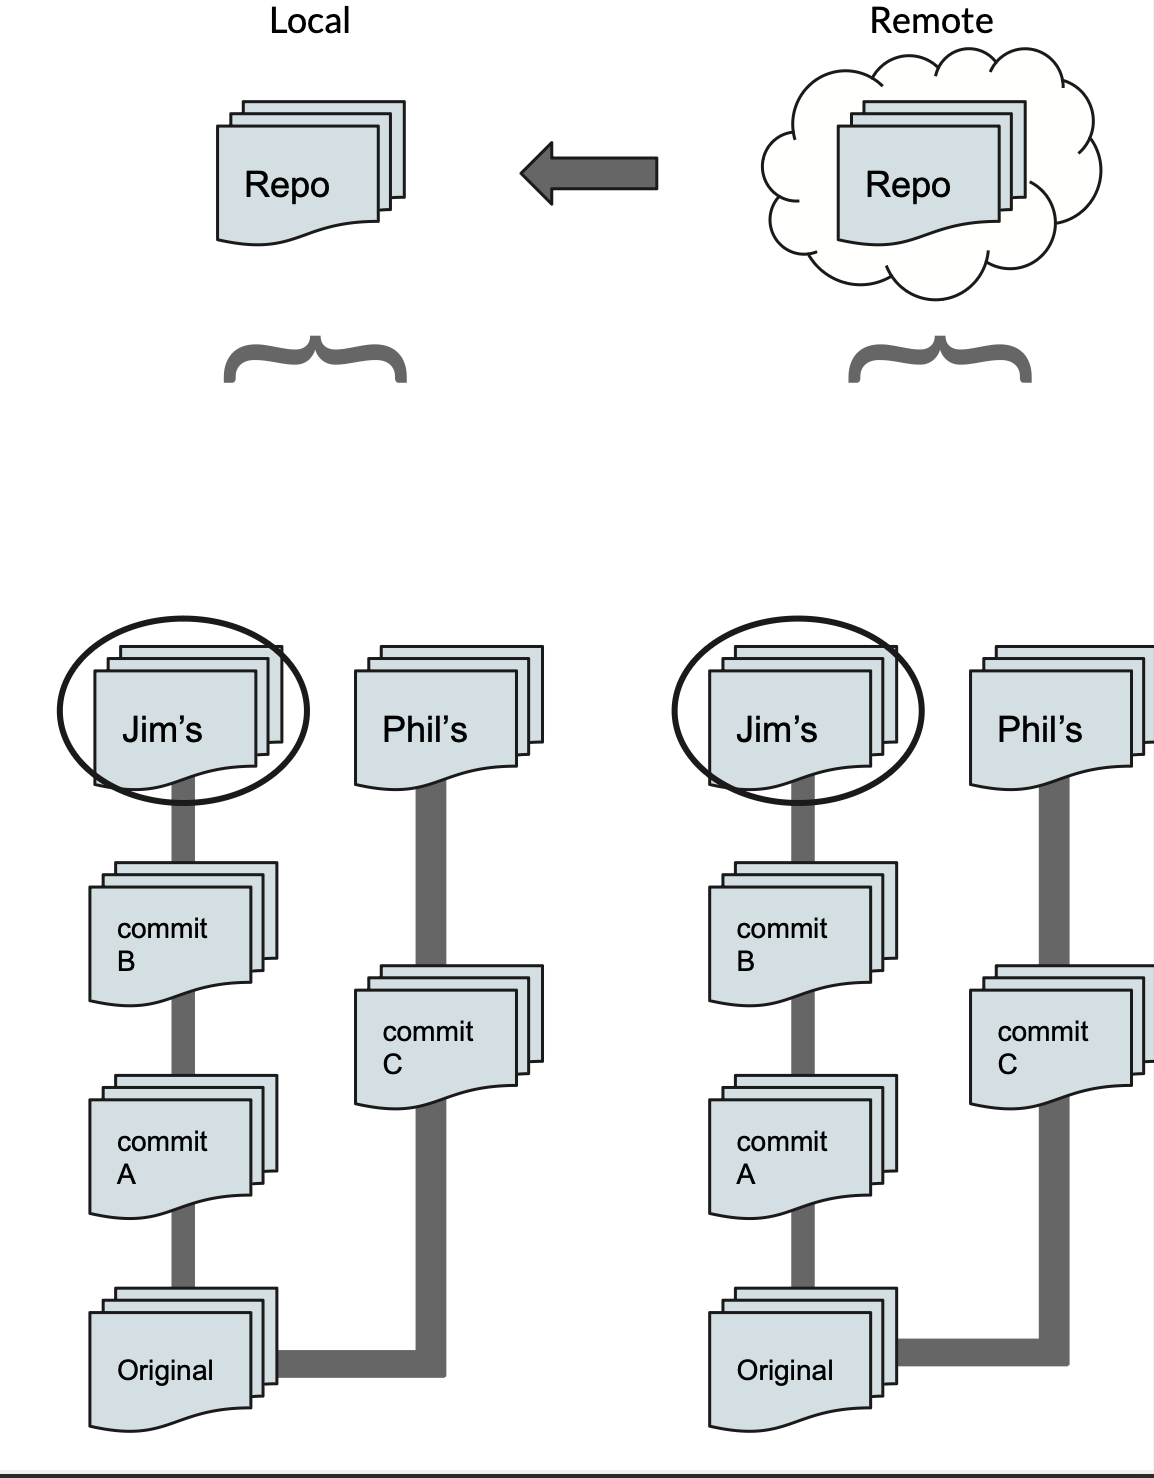 Local
Remote
Repo
Repo
Jim's
Phil's
Jim's
Phil's
commit
B
commit
B
commit
C
commit
C
commit
A
commit
A
Original
Original